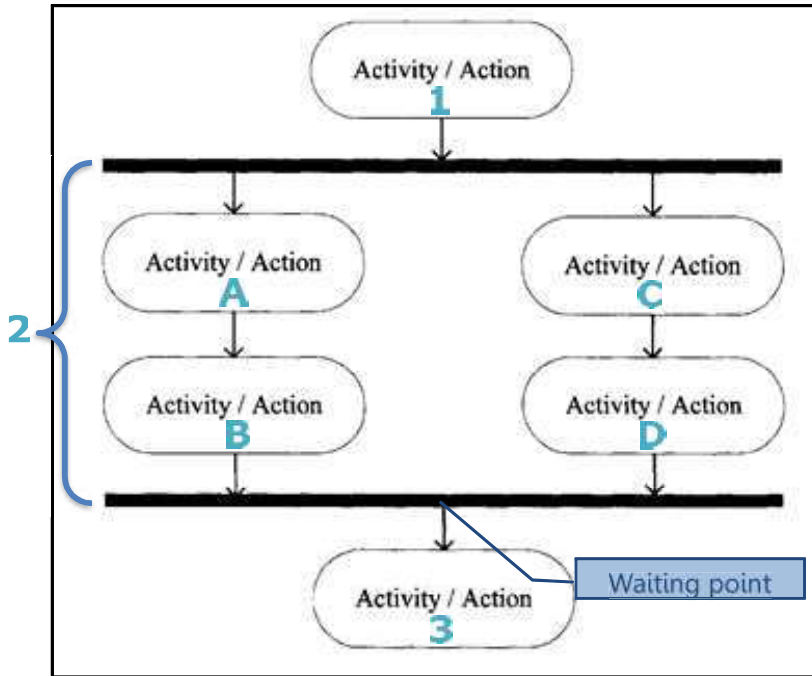 Activity / Action
1
2
Activity / Action
A
Activity / Action
C
Activity / Action
B
Activity / Action
D
Waiting point
Activity / Action
3